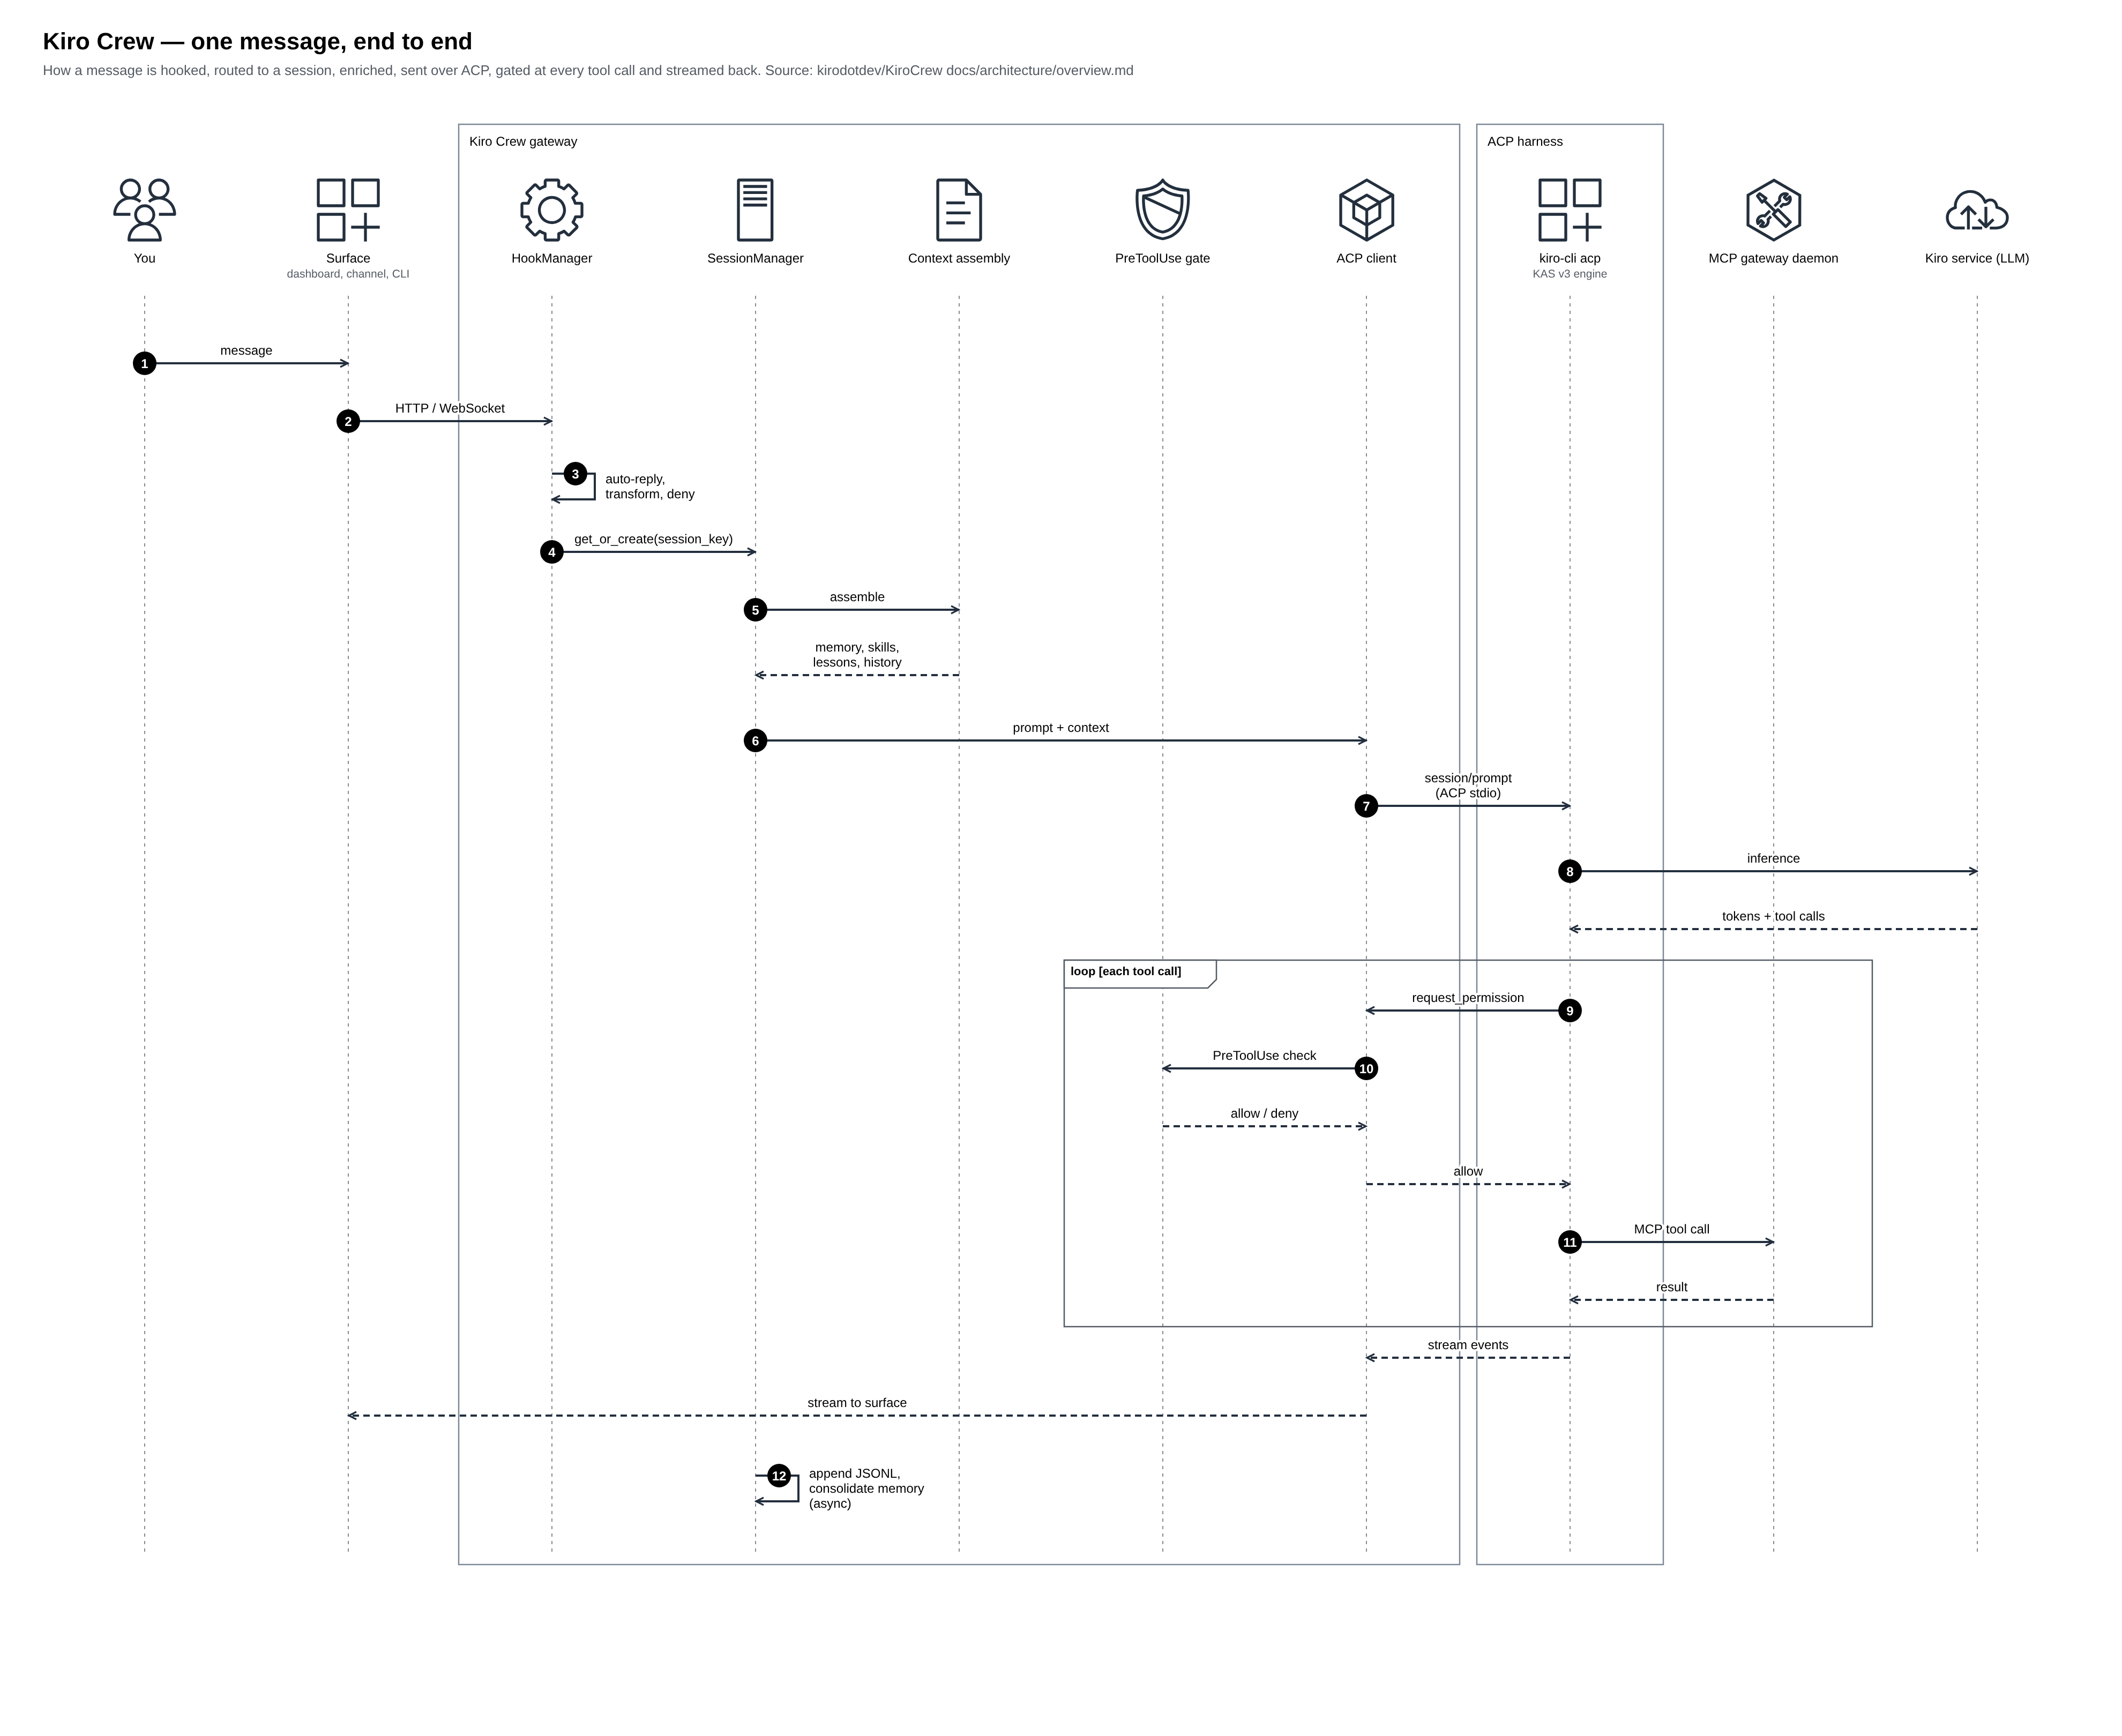 Kiro Crew — one message, end to end
How a message is hooked, routed to a session, enriched, sent over ACP, gated at every tool call and streamed back. Source: kirodotdev/KiroCrew docs/architecture/overview.md
Kiro Crew gateway
ACP harness
You
Surface
dashboard, channel, CLI
HookManager
SessionManager
Context assembly
PreToolUse gate
ACP client
kiro-cli acp
KAS v3 engine
MCP gateway daemon
Kiro service (LLM)
message
1
HTTP / WebSocket
2
3
auto-reply,
transform, deny
get_or_create(session_key)
4
assemble
5
memory, skills,
lessons, history
prompt + context
6
session/prompt
(ACP stdio)
7
inference
8
tokens + tool calls
loop [each tool call]
request_permission
9
PreToolUse check
10
allow / deny
allow
MCP tool call
11
result
stream events
stream to surface
12
append JSONL,
consolidate memory
(async)